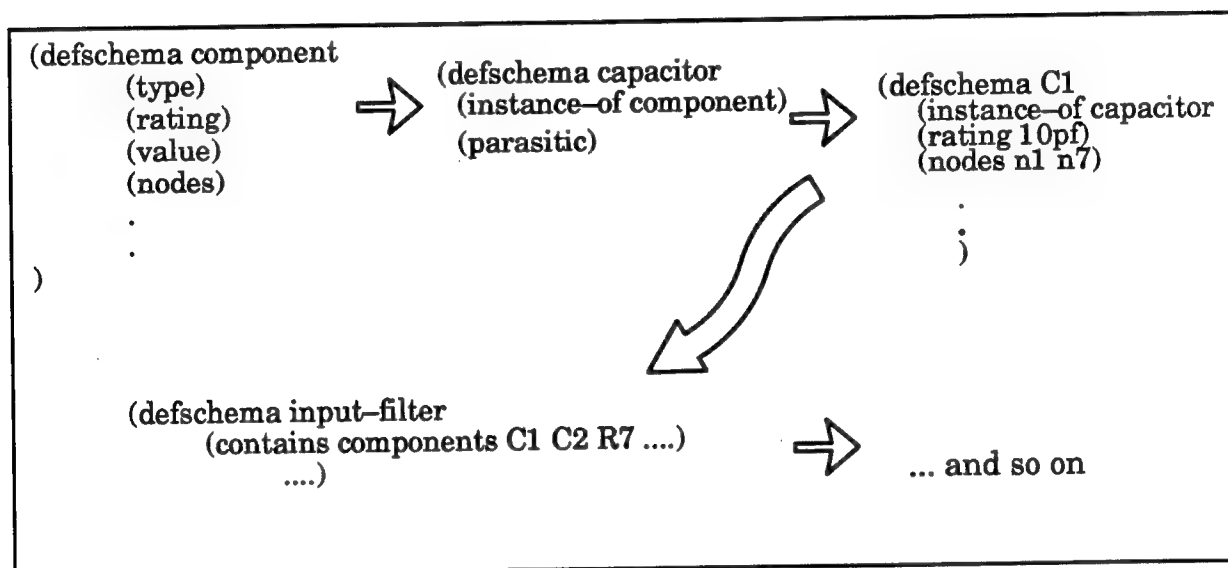 (defschema component
(type)
(rating)
(value)
(nodes)
.
.
)
(defschema capacitor
(instance–of component)
(parasitic)
(defschema C1
(instance–of capacitor
(rating 10pf)
(nodes n1 n7)
.
.
)
(defschema input–filter
(contains components C1 C2 R7 ....)
....)
... and so on